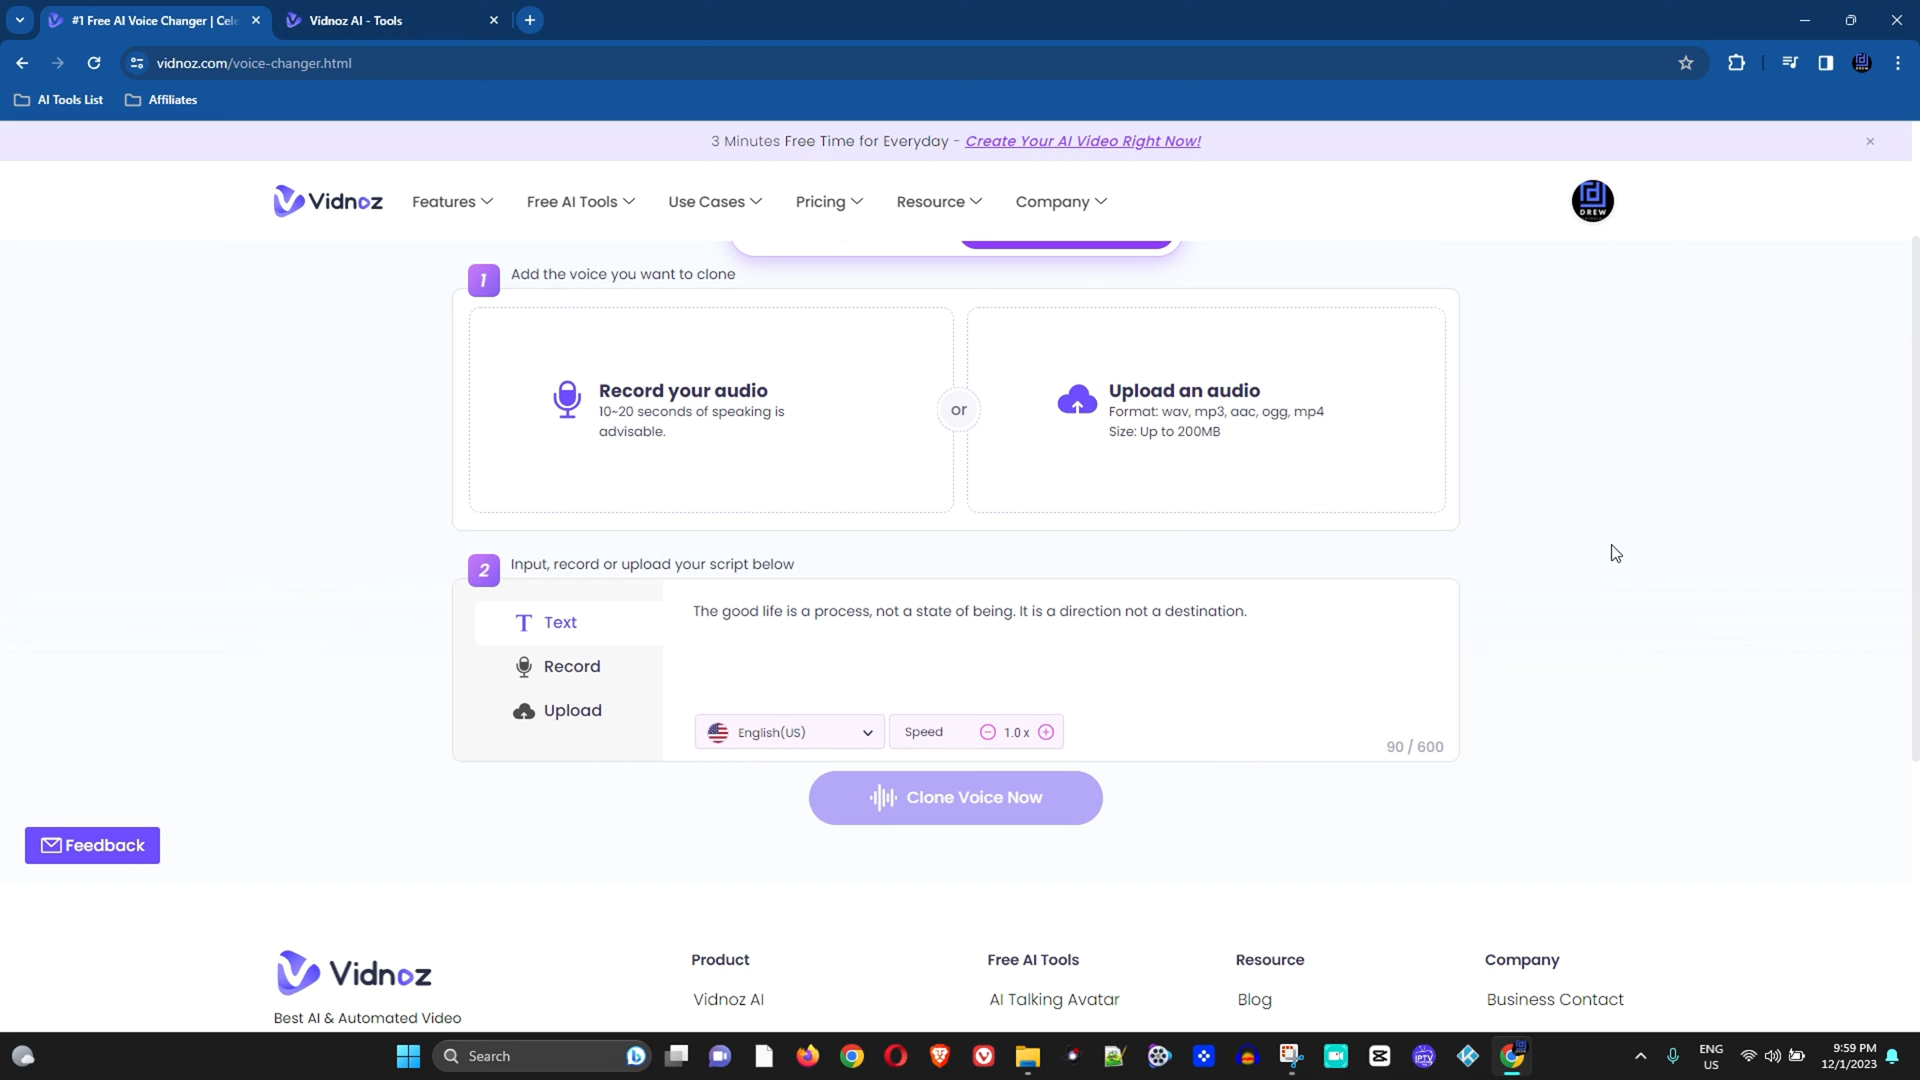 #1 Free AI Voice Changer | Cele
Vidnoz AI - Tools
vidnoz.com/voice-changer.html
AI Tools List
Affiliates
3 Minutes Free Time for Everyday - Create Your AI Video Right Now!
Vidnoz
Features
Free AI Tools
Use Cases
Pricing
Resource
Company
DREW
1
Add the voice you want to clone
Record your audio
10~20 seconds of speaking is
advisable.
or
Upload an audio
Format: wav, mp3, aac, ogg, mp4
Size: Up to 200MB
2
Input, record or upload your script below
Text
Record
Upload
The good life is a process, not a state of being. It is a direction not a destination.
English(US)
Speed
1.0 x
90 / 600
Clone Voice Now
Feedback
Vidnoz
Best AI & Automated Video
Product
Vidnoz AI
Free AI Tools
AI Talking Avatar
Resource
Blog
Company
Business Contact
Search
IPTV
ENG
US
9:59 PM
12/1/2023